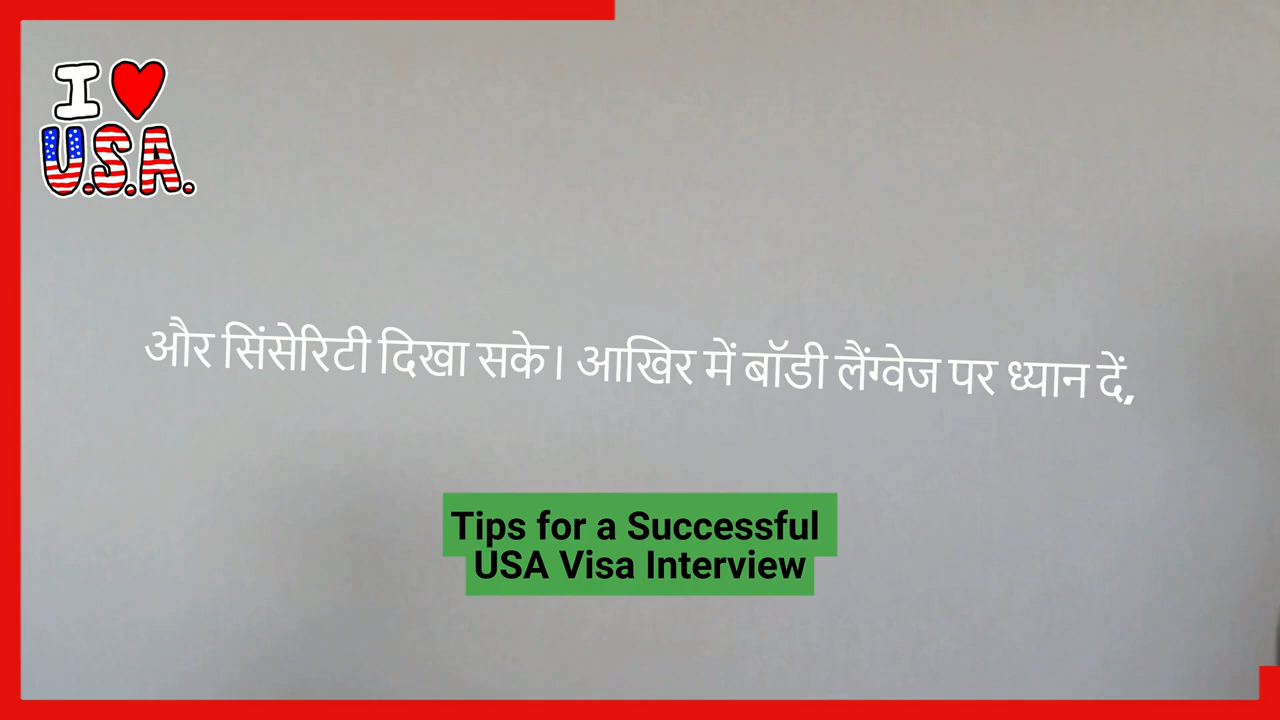 I ❤ U.S.A.
और सिंसेरिटी दिखा सके। आखिर में बॉडी लैंग्वेज पर ध्यान दें,
Tips for a Successful
USA Visa Interview